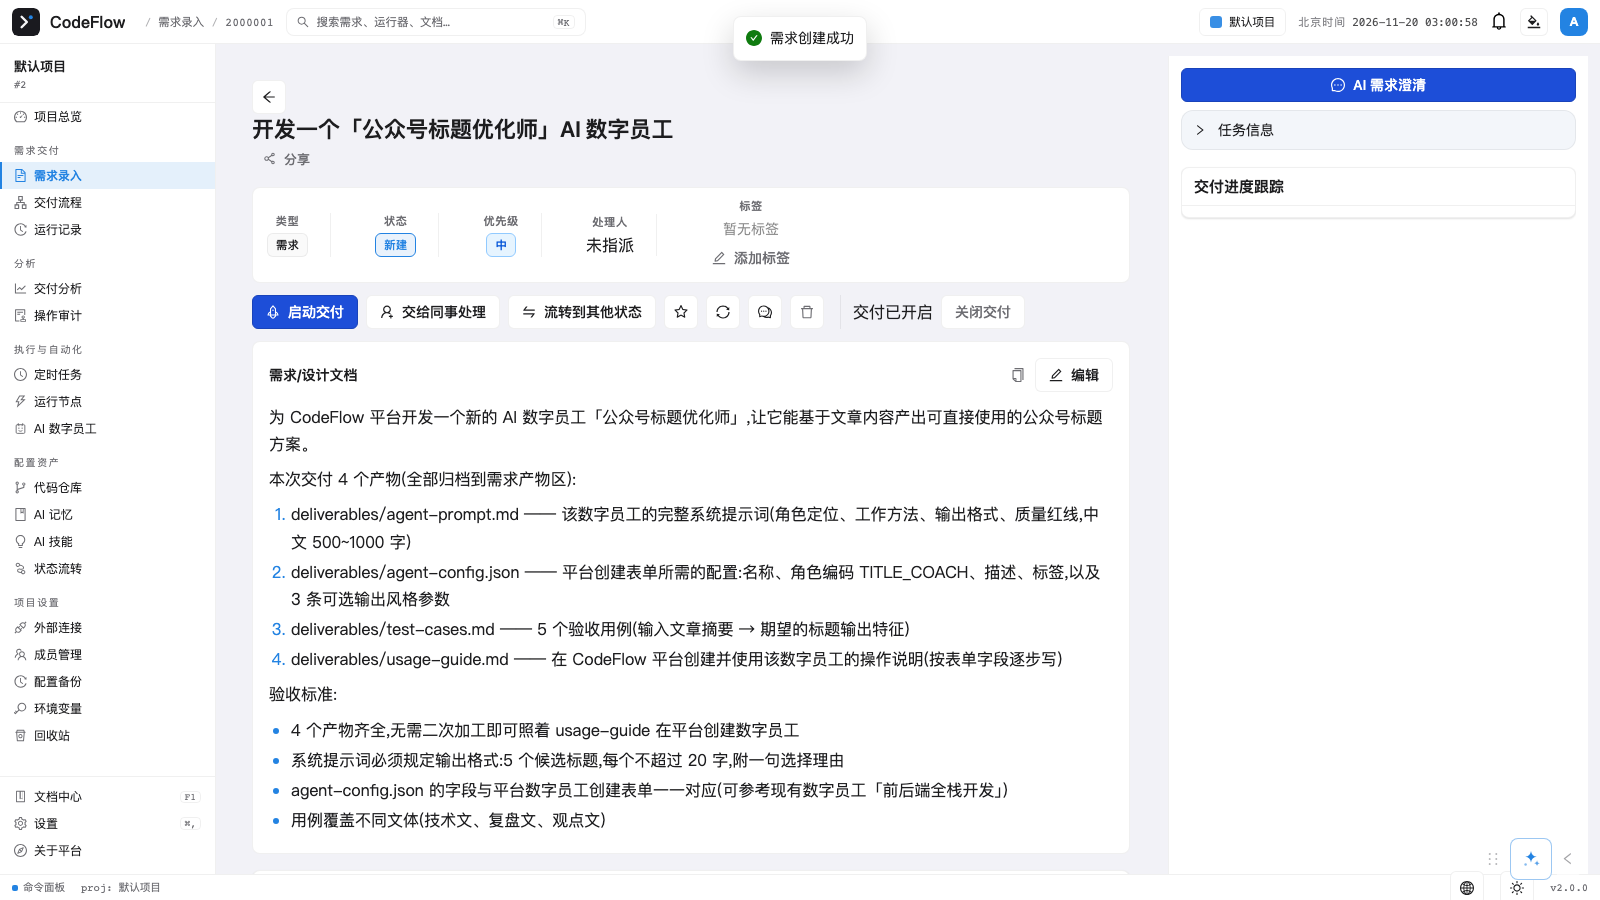 CodeFlow
/ 需求录入 / 2000001
搜索需求、运行器、文档... ⌘K
需求创建成功
默认项目
北京时间 2026-11-20 03:00:58
A
默认项目
#2
项目总览
需求交付
需求录入
交付流程
运行记录
分析
交付分析
操作审计
执行与自动化
定时任务
运行节点
AI 数字员工
配置资产
代码仓库
AI 记忆
AI 技能
状态流转
项目设置
外部连接
成员管理
配置备份
环境变量
回收站
文档中心 F1
设置 ⌘,
关于平台
开发一个「公众号标题优化师」AI 数字员工
分享
类型
需求
状态
新建
优先级
中
处理人
未指派
标签
暂无标签
添加标签
启动交付
交给同事处理
流转到其他状态
交付已开启
关闭交付
需求/设计文档
编辑
为 CodeFlow 平台开发一个新的 AI 数字员工「公众号标题优化师」,让它能基于文章内容产出可直接使用的公众号标题
方案。
本次交付 4 个产物(全部归档到需求产物区):
1. deliverables/agent-prompt.md —— 该数字员工的完整系统提示词(角色定位、工作方法、输出格式、质量红线,中
文 500~1000 字)
2. deliverables/agent-config.json —— 平台创建表单所需的配置:名称、角色编码 TITLE_COACH、描述、标签,以及
3 条可选输出风格参数
3. deliverables/test-cases.md —— 5 个验收用例(输入文章摘要 → 期望的标题输出特征)
4. deliverables/usage-guide.md —— 在 CodeFlow 平台创建并使用该数字员工的操作说明(按表单字段逐步写)
验收标准:
• 4 个产物齐全,无需二次加工即可照着 usage-guide 在平台创建数字员工
• 系统提示词必须规定输出格式:5 个候选标题,每个不超过 20 字,附一句选择理由
• agent-config.json 的字段与平台数字员工创建表单一一对应(可参考现有数字员工「前后端全栈开发」)
• 用例覆盖不同文体(技术文、复盘文、观点文)
AI 需求澄清
任务信息
交付进度跟踪
命令面板 proj: 默认项目
v2.0.0